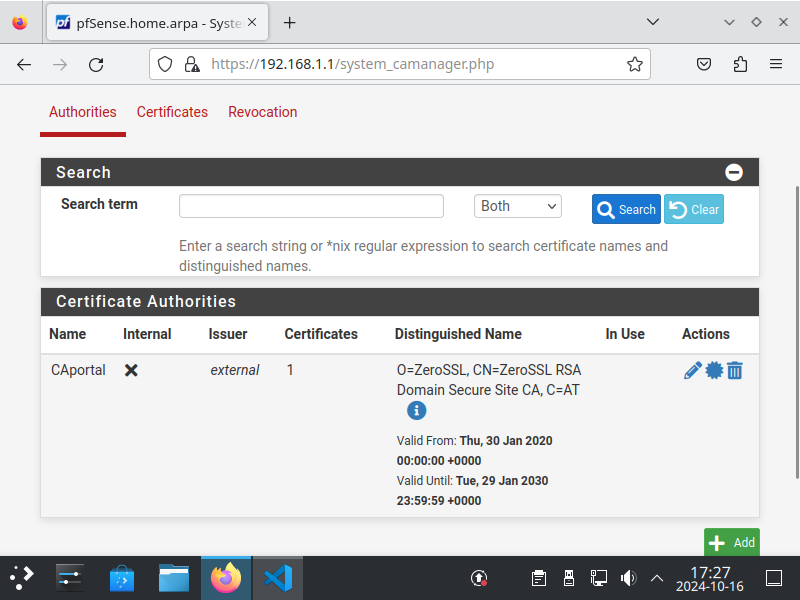 pfSense.home.arpa - Syste
https://192.168.1.1/system_camanager.php
Authorities Certificates Revocation
Search
Search term Both Search Clear
Enter a search string or *nix regular expression to search certificate names and
distinguished names.
Certificate Authorities
Name Internal Issuer Certificates Distinguished Name In Use Actions
CAportal external 1 O=ZeroSSL, CN=ZeroSSL RSA
Domain Secure Site CA, C=AT
Valid From: Thu, 30 Jan 2020
00:00:00 +0000
Valid Until: Tue, 29 Jan 2030
23:59:59 +0000
Add
17:27
2024-10-16